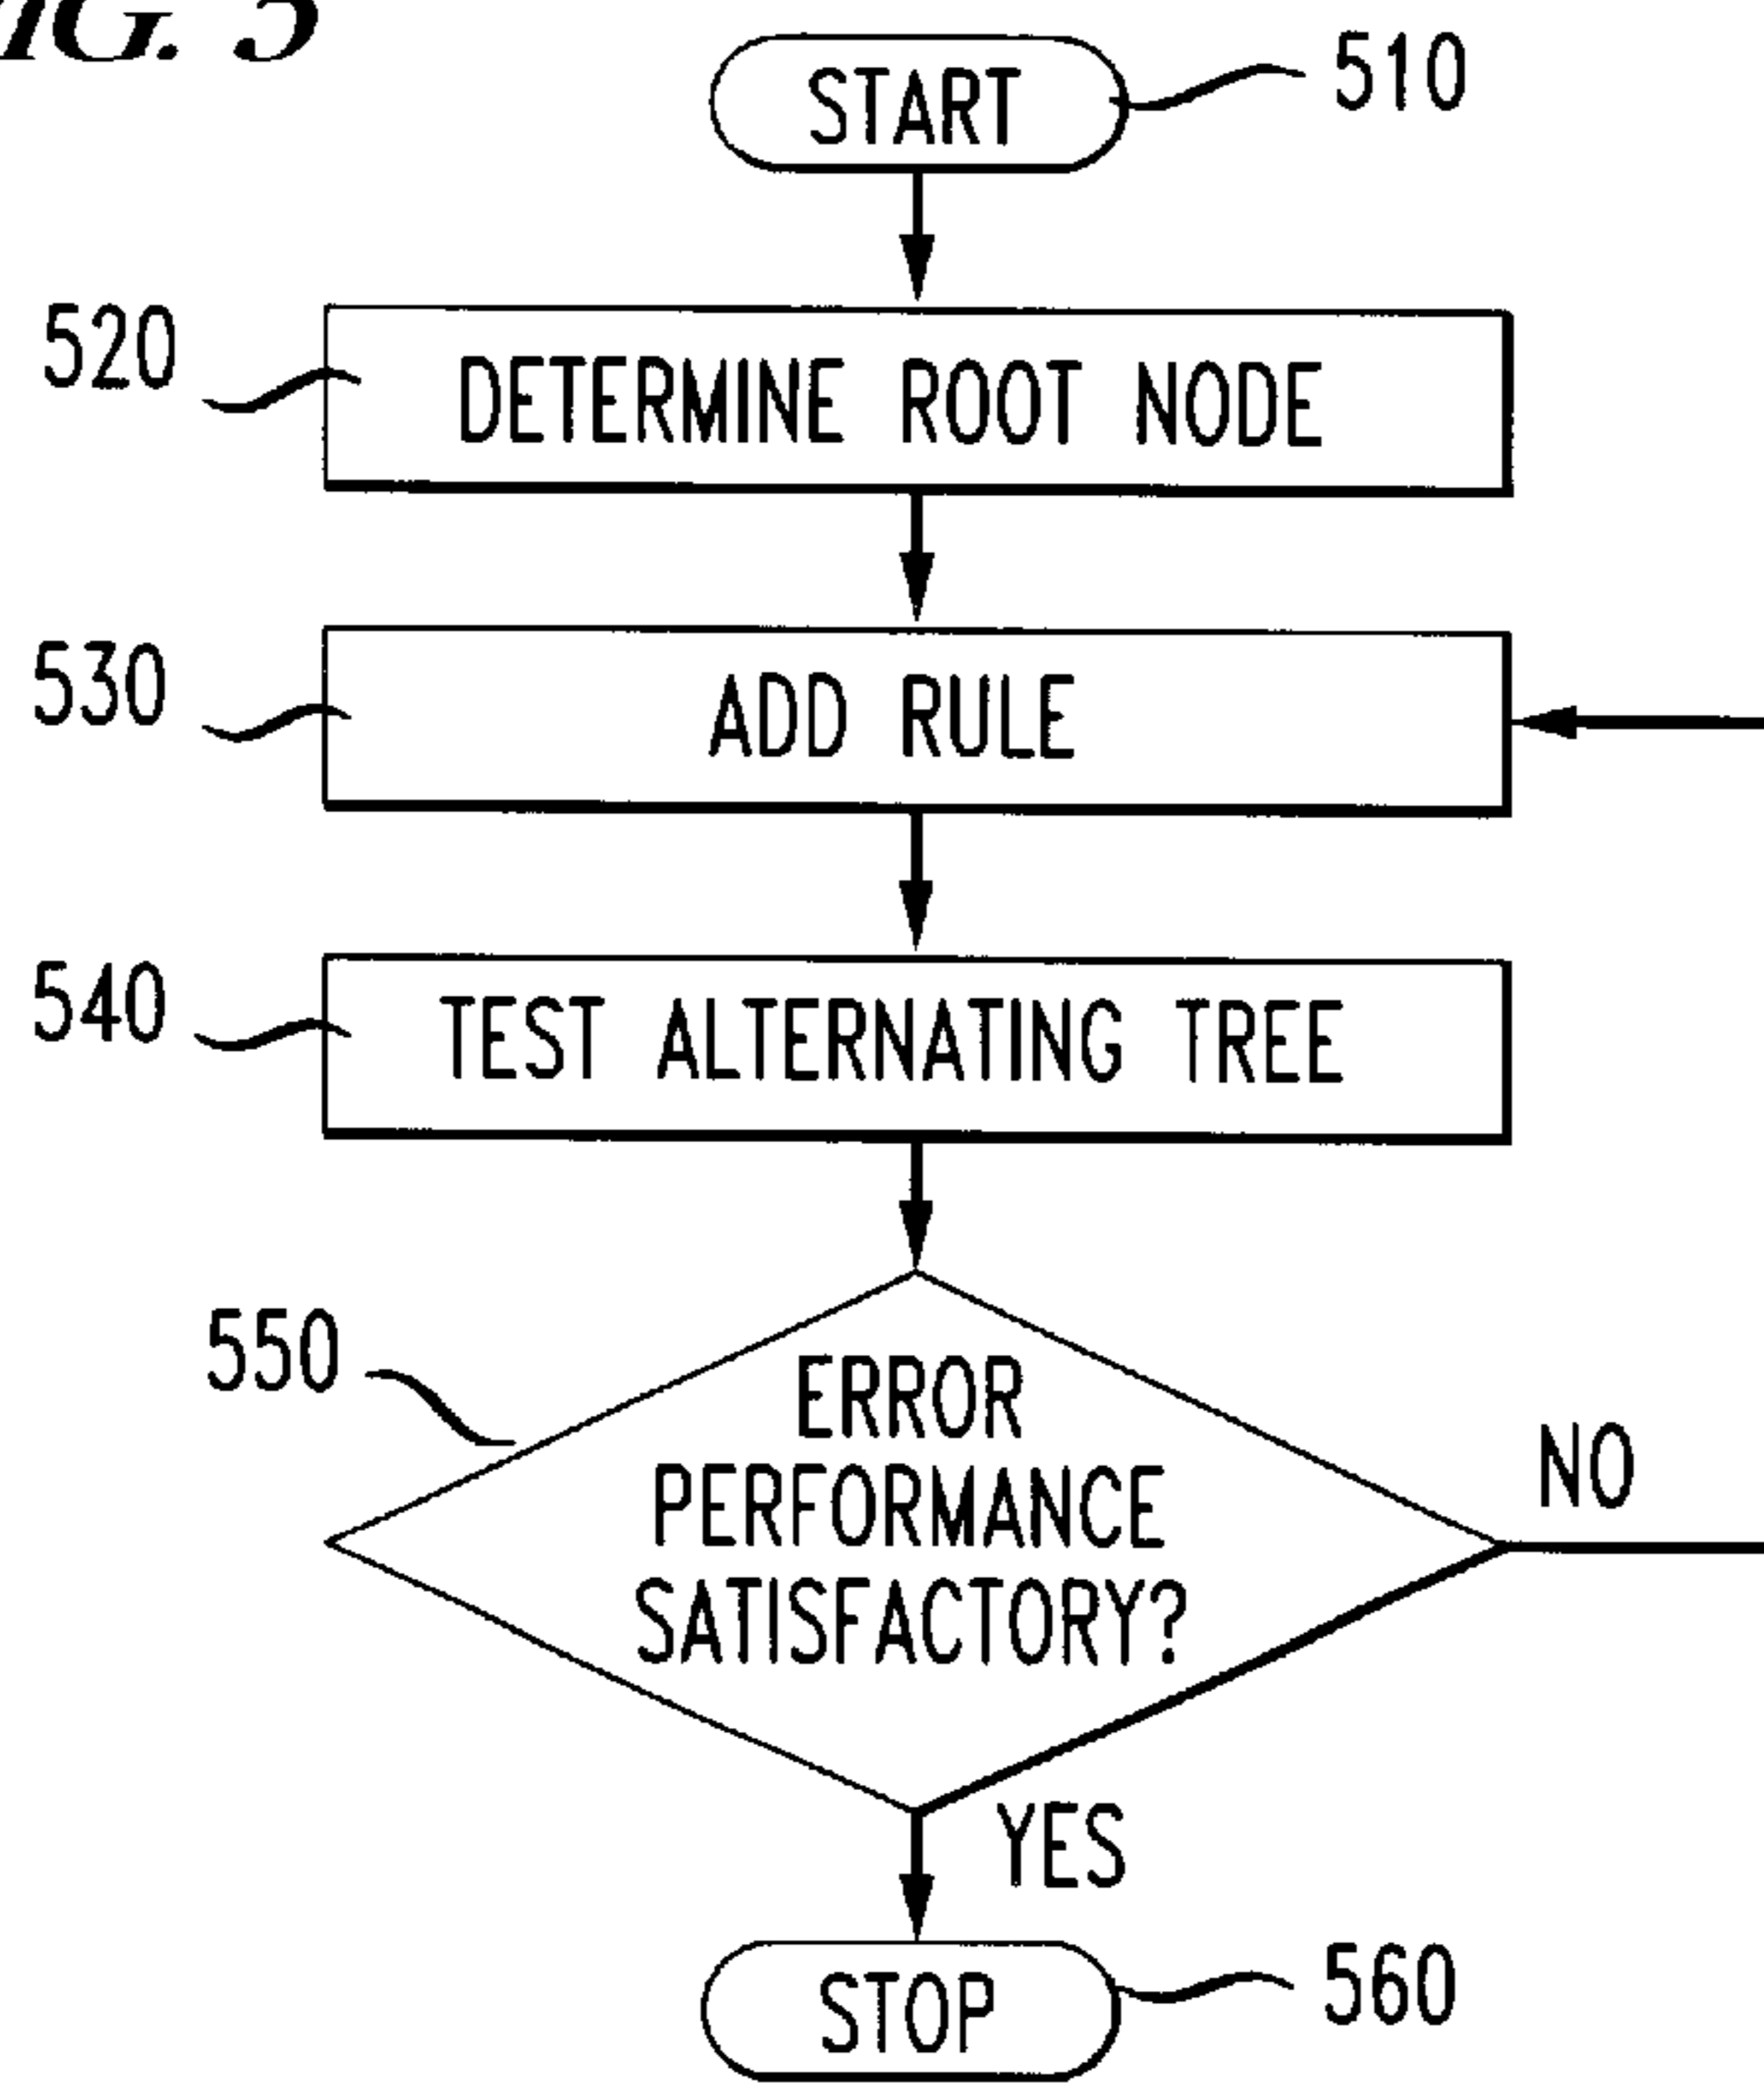 FIG. 5
START
510
520
DETERMINE ROOT NODE
530
ADD RULE
540
TEST ALTERNATING TREE
550
ERROR
PERFORMANCE
SATISFACTORY?
NO
YES
STOP
560